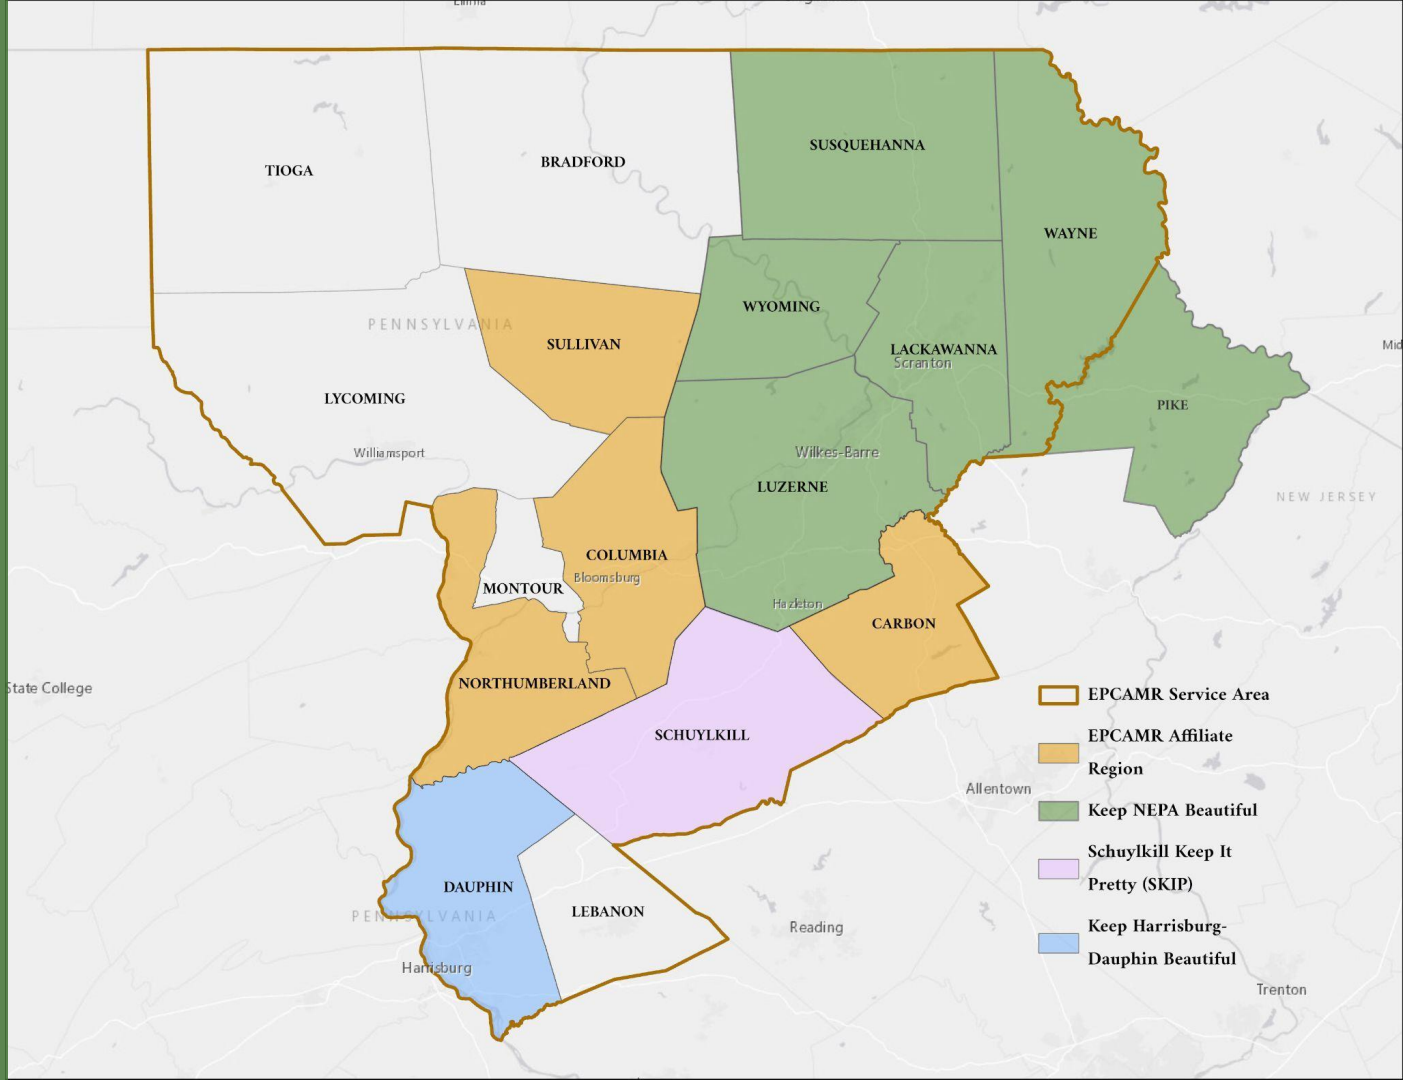 SUSQUEHANNA
BRADFORD
TIOGA
WAYNE
WYOMING
PENNSYLVANIA
SULLIVAN
LACKAWANNA
Scranton
Mid
LYCOMING
PIKE
Williamsport
Wilkes-Barre
LUZERNE
NEW JERSEY
COLUMBIA
Bloomsburg
MONTOUR
Hazleton
CARBON
NORTHUMBERLAND
State College
SCHUYLKILL
EPCAMR Service Area
EPCAMR Affiliate
Region
Allentown
Keep NEPA Beautiful
Schuylkill Keep It
Pretty (SKIP)
DAUPHIN
LEBANON
PENNSYLVANIA
Reading
Keep Harrisburg-
Dauphin Beautiful
Harrisburg
Trenton